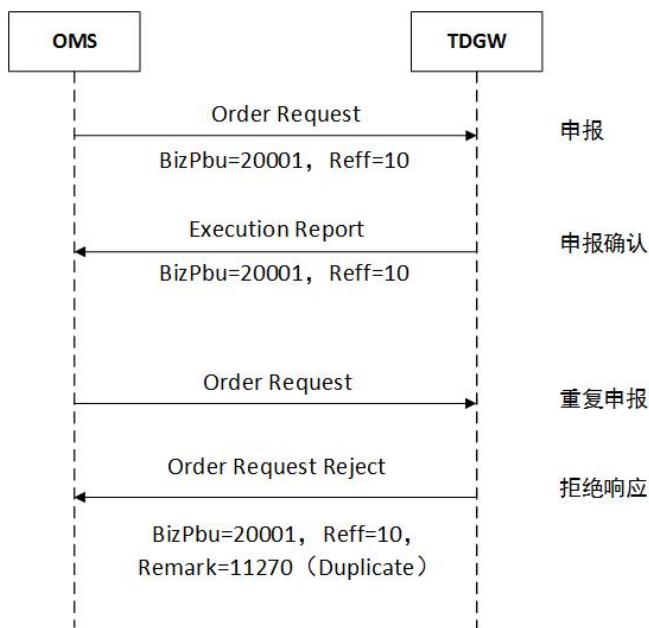 OMS
TDGW
Order Request
申报
BizPbu=20001，Reff=10
Execution Report
申报确认
BizPbu=20001，Reff=10
Order Request
重复申报
Order Request Reject
拒绝响应
BizPbu=20001，Reff=10，
Remark=11270（Duplicate）